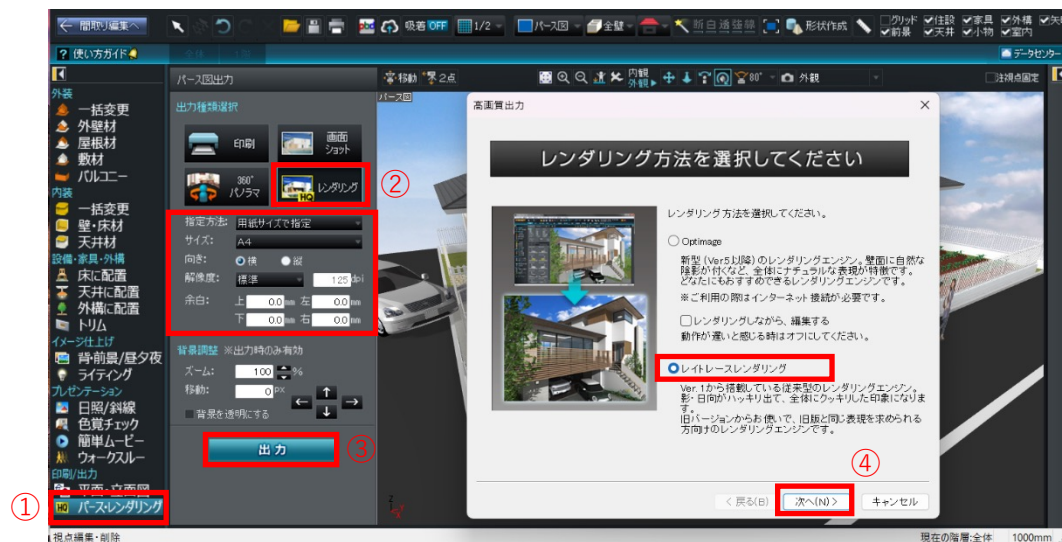 間取り編集へ
吸着 OFF
1/2
パース図
全壁
新白過強線
形状作成
グリッド
住設
家具
外構
前景
天井
小物
室内
? 使い方ガイド
全体
1階
データセンター
外装
一括変更
外壁材
屋根材
敷材
バルコニー
内装
一括変更
壁・床材
天井材
設備・家具・外構
床に配置
天井に配置
外構に配置
トリム
イメージ仕上げ
背・前景/昼夕夜
ライティング
プレゼンテーション
日照/斜線
色覚チェック
簡単ムービー
ウォークスルー
印刷/出力
平面・立面図
① HQ パース・レンダリング
視点編集・削除
パース図出力
出力種類選択
印刷
画面
ショット
360°
パノラマ
HQ レンダリング ②
指定方法: 用紙サイズで指定
サイズ: A4
向き: 横 縦
解像度: 標準 125 dpi
余白: 上 0.0 mm 左 0.0 mm
下 0.0 mm 右 0.0 mm
背景調整 ※出力時のみ有効
ズーム: 100 %
移動: 0 PX
背景を透明にする
出力 ③
移動
2点
内観
外観
80°
外観
注視点固定
パース図
高画質出力
レンダリング方法を選択してください
レンダリング方法を選択してください。
Optimage
新型(Ver.5以降)のレンダリングエンジン。壁面に自然な
陰影が付くなど、全体にナチュラルな表現が特徴です。
どなたにもおすすめできるレンダリングエンジンです。
※ご利用の際はインターネット接続が必要です。
レンダリングしながら、編集する
動作が遅いと感じる時はオフにしてください。
レイトレースレンダリング
Ver.1から搭載している従来型のレンダリングエンジン。
影・日向がハッキリ出て、全体にクッキリした印象になりま
す。
旧バージョンからお使いで、旧版と同じ表現を求められる
方向けのレンダリングエンジンです。
④
< 戻る(B)
次へ(N) >
キャンセル
Z
現在の階層:全体
1000mm